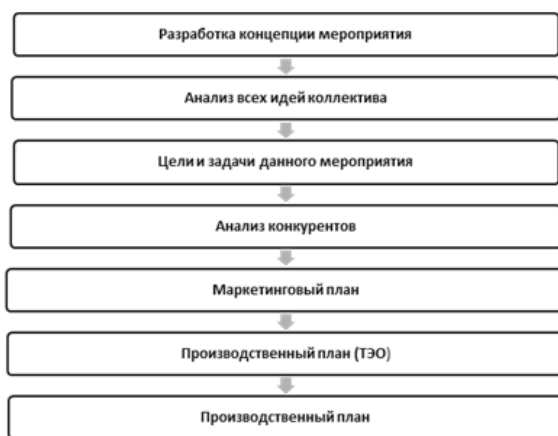 Разработка концепции мероприятия
Анализ всех идей коллектива
Цели и задачи данного мероприятия
Анализ конкурентов
Маркетинговый план
Производственный план (ТЭО)
Производственный план